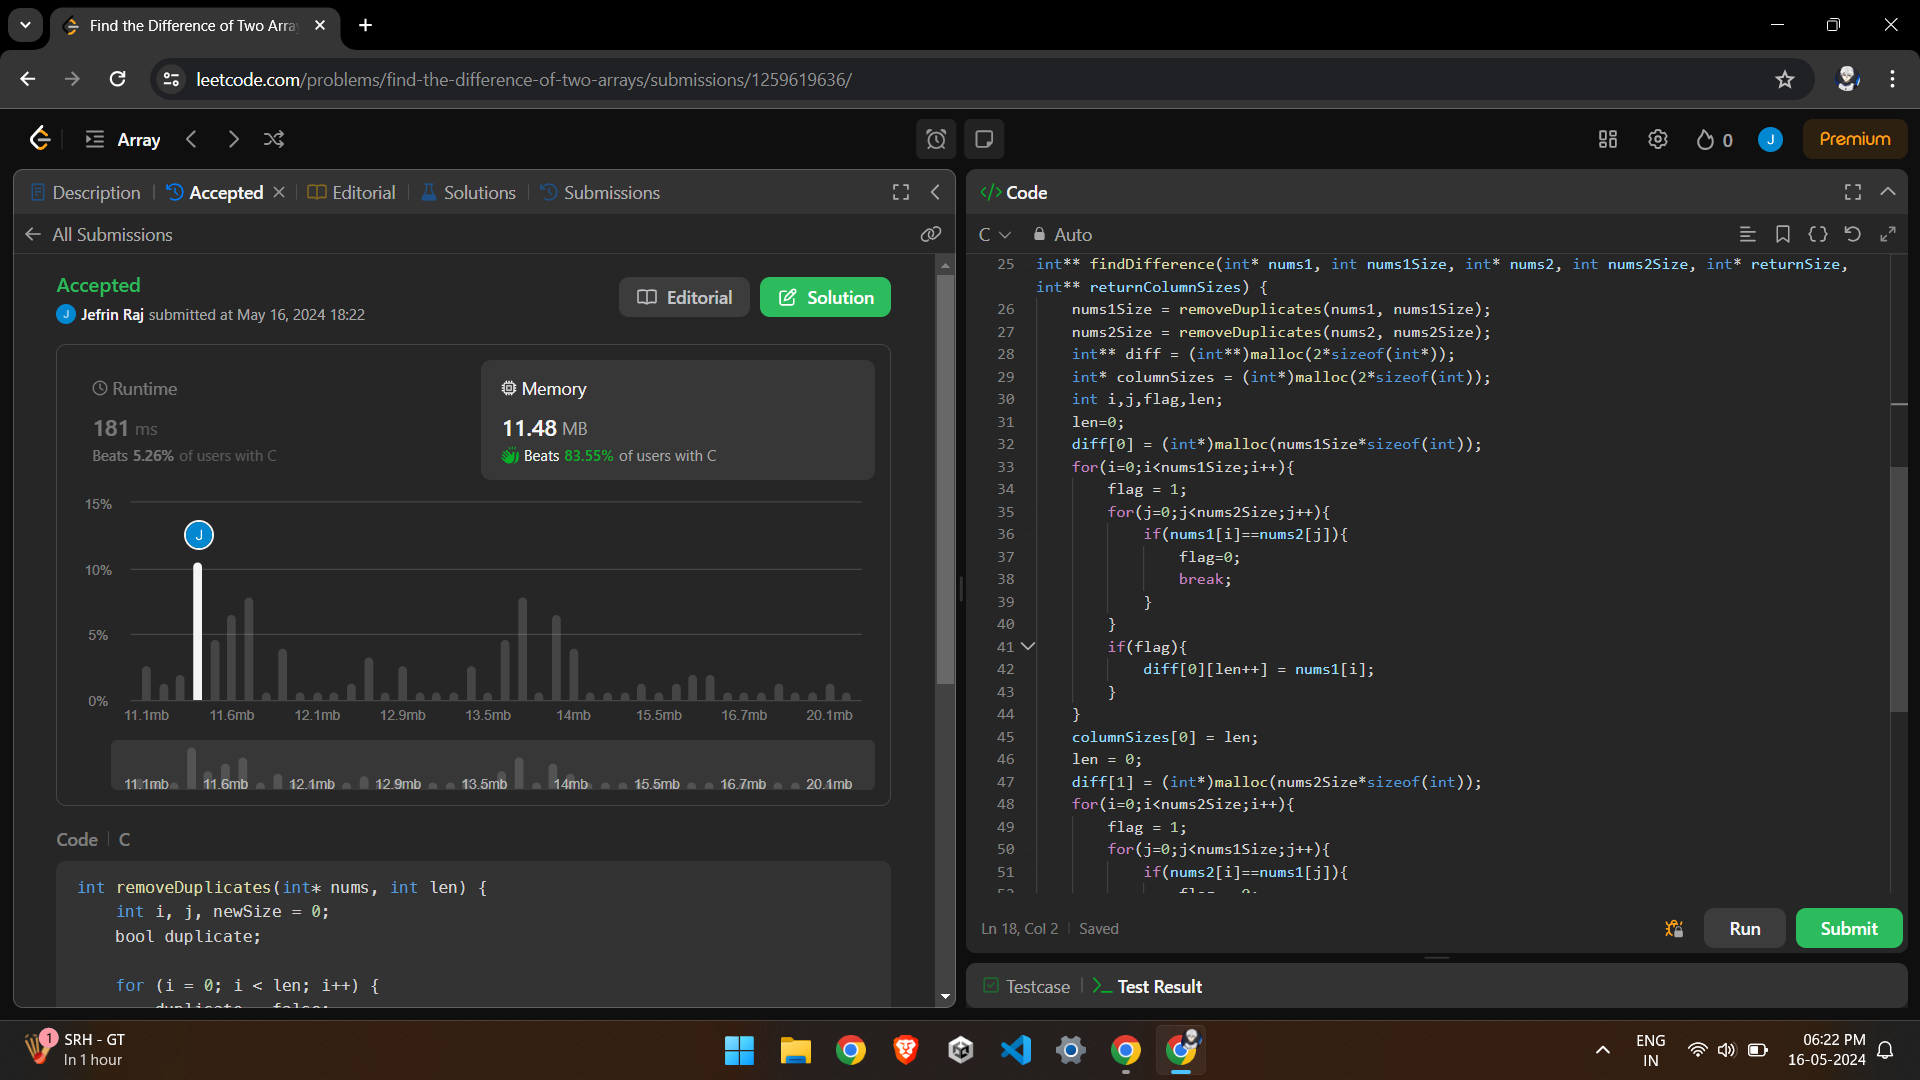 Find the Difference of Two Arra
leetcode.com/problems/find-the-difference-of-two-arrays/submissions/1259619636/
Array
0
J
Premium
Description
Accepted
Editorial
Solutions
Submissions
All Submissions
Accepted
J Jefrin Raj submitted at May 16, 2024 18:22
Editorial
Solution
Runtime
181 ms
Beats 5.26% of users with C
Memory
11.48 MB
Beats 83.55% of users with C
15%
10%
5%
0%
J
11.1mb 11.6mb 12.1mb 12.9mb 13.5mb 14mb 15.5mb 16.7mb 20.1mb
11.1mb 11.6mb 12.1mb 12.9mb 13.5mb 14mb 15.5mb 16.7mb 20.1mb
Code C
int removeDuplicates(int* nums, int len) {
int i, j, newSize = 0;
bool duplicate;
for (i = 0; i < len; i++) {
</> Code
C
Auto
25 int** findDifference(int* nums1, int nums1Size, int* nums2, int nums2Size, int* returnSize,
int** returnColumnSizes) {
26 nums1Size = removeDuplicates(nums1, nums1Size);
27 nums2Size = removeDuplicates(nums2, nums2Size);
28 int** diff = (int**)malloc(2*sizeof(int*));
29 int* columnSizes = (int*)malloc(2*sizeof(int));
30 int i,j,flag,len;
31 len=0;
32 diff[0] = (int*)malloc(nums1Size*sizeof(int));
33 for(i=0;i<nums1Size;i++){
34 flag = 1;
35 for(j=0;j<nums2Size;j++){
36 if(nums1[i]==nums2[j]){
37 flag=0;
38 break;
39 }
40 }
41 if(flag){
42 diff[0][len++] = nums1[i];
43 }
44 }
45 columnSizes[0] = len;
46 len = 0;
47 diff[1] = (int*)malloc(nums2Size*sizeof(int));
48 for(i=0;i<nums2Size;i++){
49 flag = 1;
50 for(j=0;j<nums1Size;j++){
51 if(nums2[i]==nums1[j]){
Ln 18, Col 2 Saved
Run
Submit
Testcase
Test Result
1
SRH - GT
In 1 hour
ENG
IN
06:22 PM
16-05-2024